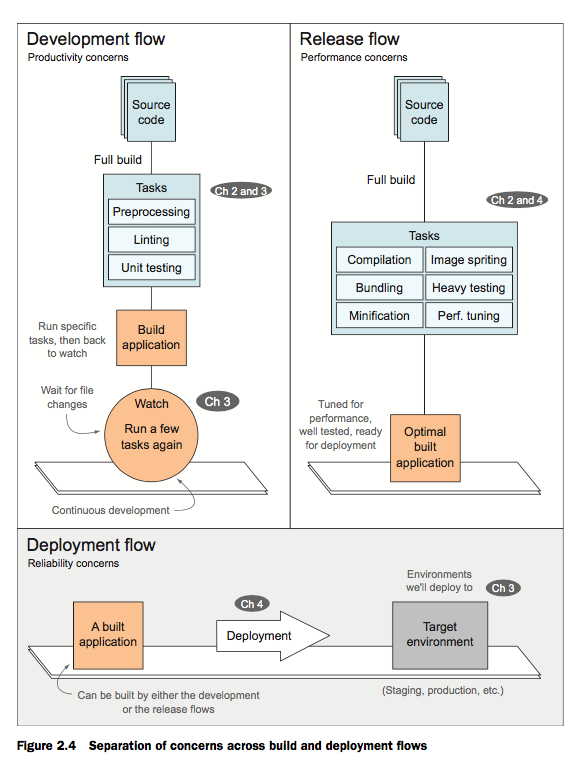 Development flow
Productivity concerns
Source
code
Full build
Tasks
Ch 2 and 3
Preprocessing
Linting
Unit testing
Run specific
tasks, then back
to watch
Build
application
Wait for file
changes
Ch 3
Watch
Run a few
tasks again
Continuous development
Release flow
Performance concerns
Source
code
Full build
Ch 2 and 4
Tasks
Compilation
Image spriting
Bundling
Heavy testing
Minification
Perf. tuning
Tuned for
performance,
well tested, ready
for deployment
Optimal
built
application
Deployment flow
Reliability concerns
A built
application
Can be built by either the development
or the release flows
Ch 4
Deployment
Environments
we'll deploy to
Ch 3
Target
environment
(Staging, production, etc.)
Figure 2.4 Separation of concerns across build and deployment flows